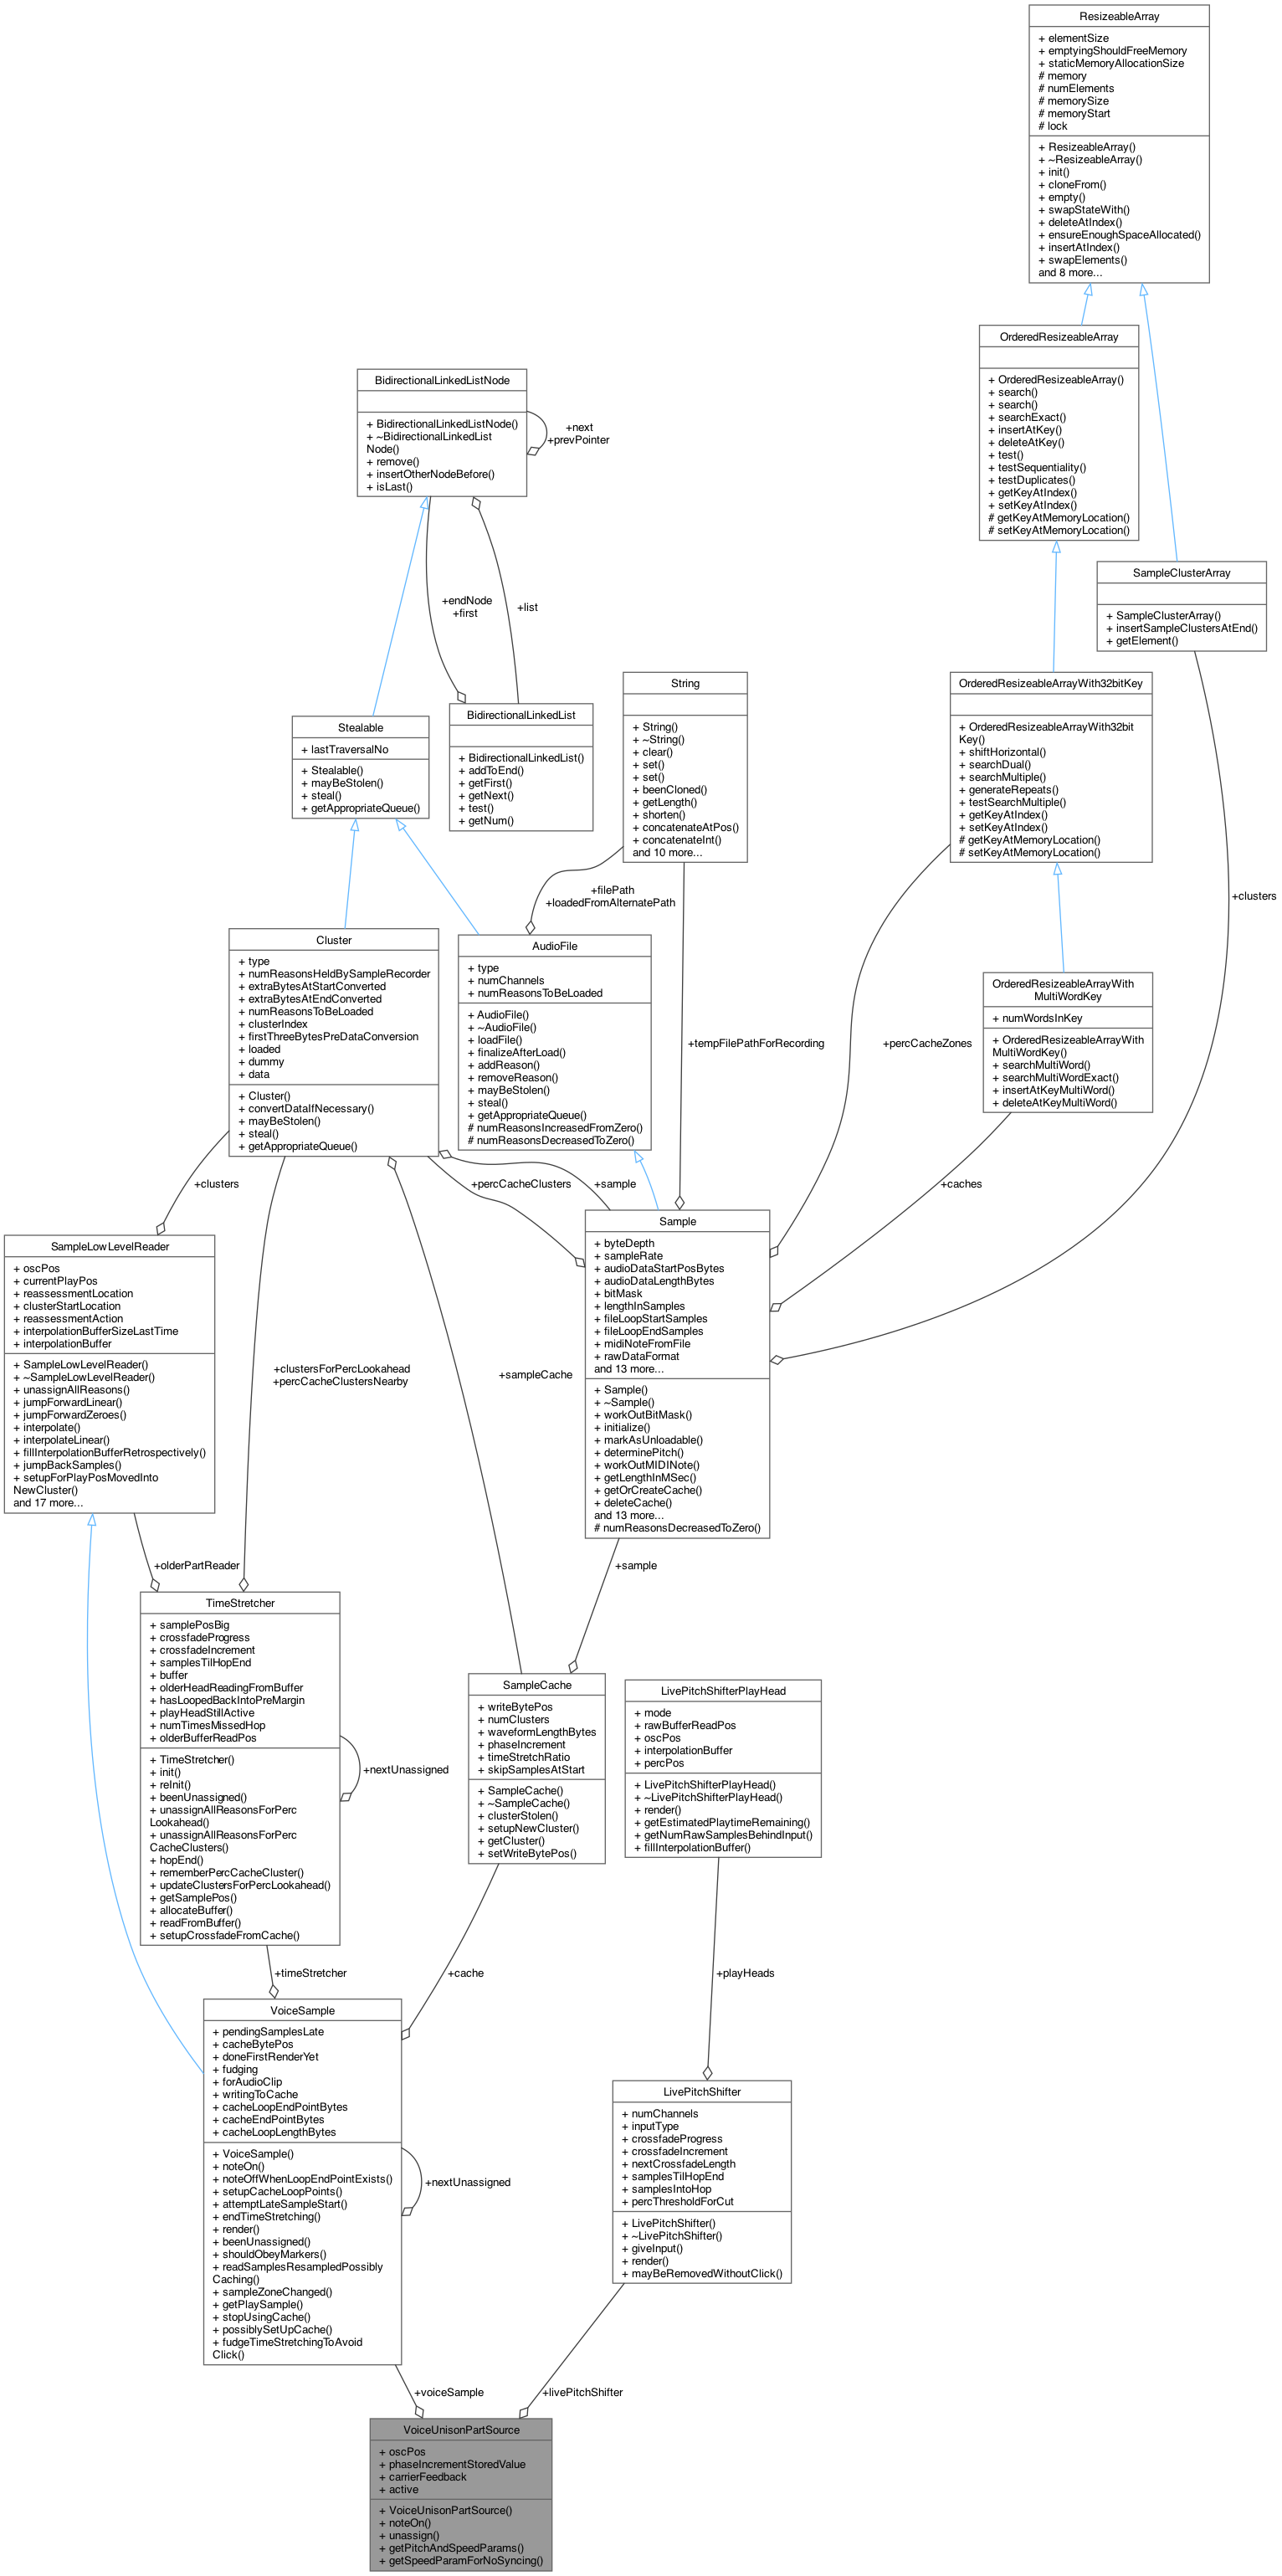 ResizeableArray
+ elementSize
+ emptyingShouldFreeMemory
+ staticMemoryAllocationSize
# memory
# numElements
# memorySize
# memoryStart
# lock
+ ResizeableArray()
+ ~ResizeableArray()
+ init()
+ cloneFrom()
+ empty()
+ swapStateWith()
+ deleteAtIndex()
+ ensureEnoughSpaceAllocated()
+ insertAtIndex()
+ swapElements()
and 8 more...
OrderedResizeableArray
+ OrderedResizeableArray()
+ search()
+ search()
+ searchExact()
+ insertAtKey()
+ deleteAtKey()
+ test()
+ testSequentiality()
+ testDuplicates()
+ getKeyAtIndex()
+ setKeyAtIndex()
# getKeyAtMemoryLocation()
# setKeyAtMemoryLocation()
BidirectionalLinkedListNode
+ BidirectionalLinkedListNode()
+ ~BidirectionalLinkedList
Node()
+ remove()
+ insertOtherNodeBefore()
+ isLast()
+next
+prevPointer
SampleClusterArray
+ SampleClusterArray()
+ insertSampleClustersAtEnd()
+ getElement()
+endNode
+first
+list
String
+ String()
+ ~String()
+ clear()
+ set()
+ set()
+ beenCloned()
+ getLength()
+ shorten()
+ concatenateAtPos()
+ concatenateInt()
and 10 more...
OrderedResizeableArrayWith32bitKey
+ OrderedResizeableArrayWith32bit
Key()
+ shiftHorizontal()
+ searchDual()
+ searchMultiple()
+ generateRepeats()
+ testSearchMultiple()
+ getKeyAtIndex()
+ setKeyAtIndex()
# getKeyAtMemoryLocation()
# setKeyAtMemoryLocation()
Stealable
+ lastTraversalNo
+ Stealable()
+ mayBeStolen()
+ steal()
+ getAppropriateQueue()
BidirectionalLinkedList
+ BidirectionalLinkedList()
+ addToEnd()
+ getFirst()
+ getNext()
+ test()
+ getNum()
+filePath
+loadedFromAlternatePath
+clusters
Cluster
+ type
+ numReasonsHeldBySampleRecorder
+ extraBytesAtStartConverted
+ extraBytesAtEndConverted
+ numReasonsToBeLoaded
+ clusterIndex
+ firstThreeBytesPreDataConversion
+ loaded
+ dummy
+ data
+ Cluster()
+ convertDataIfNecessary()
+ mayBeStolen()
+ steal()
+ getAppropriateQueue()
AudioFile
+ type
+ numChannels
+ numReasonsToBeLoaded
+ AudioFile()
+ ~AudioFile()
+ loadFile()
+ finalizeAfterLoad()
+ addReason()
+ removeReason()
+ mayBeStolen()
+ steal()
+ getAppropriateQueue()
# numReasonsIncreasedFromZero()
# numReasonsDecreasedToZero()
+tempFilePathForRecording
+percCacheZones
OrderedResizeableArrayWith
MultiWordKey
+ numWordsInKey
+ OrderedResizeableArrayWith
MultiWordKey()
+ searchMultiWord()
+ searchMultiWordExact()
+ insertAtKeyMultiWord()
+ deleteAtKeyMultiWord()
+clusters
+percCacheClusters
+sample
+caches
SampleLowLevelReader
+ oscPos
+ currentPlayPos
+ reassessmentLocation
+ clusterStartLocation
+ reassessmentAction
+ interpolationBufferSizeLastTime
+ interpolationBuffer
+ SampleLowLevelReader()
+ ~SampleLowLevelReader()
+ unassignAllReasons()
+ jumpForwardLinear()
+ jumpForwardZeroes()
+ interpolate()
+ interpolateLinear()
+ fillInterpolationBufferRetrospectively()
+ jumpBackSamples()
+ setupForPlayPosMovedInto
NewCluster()
and 17 more...
Sample
+ byteDepth
+ sampleRate
+ audioDataStartPosBytes
+ audioDataLengthBytes
+ bitMask
+ lengthInSamples
+ fileLoopStartSamples
+ fileLoopEndSamples
+ midiNoteFromFile
+ rawDataFormat
and 13 more...
+ Sample()
+ ~Sample()
+ workOutBitMask()
+ initialize()
+ markAsUnloadable()
+ determinePitch()
+ workOutMIDINote()
+ getLengthInMSec()
+ getOrCreateCache()
+ deleteCache()
and 13 more...
# numReasonsDecreasedToZero()
+clustersForPercLookahead
+percCacheClustersNearby
+sampleCache
+olderPartReader
+sample
TimeStretcher
+ samplePosBig
+ crossfadeProgress
+ crossfadeIncrement
+ samplesTilHopEnd
+ buffer
+ olderHeadReadingFromBuffer
+ hasLoopedBackIntoPreMargin
+ playHeadStillActive
+ numTimesMissedHop
+ olderBufferReadPos
+ TimeStretcher()
+ init()
+ reInit()
+ beenUnassigned()
+ unassignAllReasonsForPerc
Lookahead()
+ unassignAllReasonsForPerc
CacheClusters()
+ hopEnd()
+ rememberPercCacheCluster()
+ updateClustersForPercLookahead()
+ getSamplePos()
+ allocateBuffer()
+ readFromBuffer()
+ setupCrossfadeFromCache()
+nextUnassigned
SampleCache
+ writeBytePos
+ numClusters
+ waveformLengthBytes
+ phaseIncrement
+ timeStretchRatio
+ skipSamplesAtStart
+ SampleCache()
+ ~SampleCache()
+ clusterStolen()
+ setupNewCluster()
+ getCluster()
+ setWriteBytePos()
LivePitchShifterPlayHead
+ mode
+ rawBufferReadPos
+ oscPos
+ interpolationBuffer
+ percPos
+ LivePitchShifterPlayHead()
+ ~LivePitchShifterPlayHead()
+ render()
+ getEstimatedPlaytimeRemaining()
+ getNumRawSamplesBehindInput()
+ fillInterpolationBuffer()
+timeStretcher
+cache
+playHeads
VoiceSample
+ pendingSamplesLate
+ cacheBytePos
+ doneFirstRenderYet
+ fudging
+ forAudioClip
+ writingToCache
+ cacheLoopEndPointBytes
+ cacheEndPointBytes
+ cacheLoopLengthBytes
+ VoiceSample()
+ noteOn()
+ noteOffWhenLoopEndPointExists()
+ setupCacheLoopPoints()
+ attemptLateSampleStart()
+ endTimeStretching()
+ render()
+ beenUnassigned()
+ shouldObeyMarkers()
+ readSamplesResampledPossibly
Caching()
+ sampleZoneChanged()
+ getPlaySample()
+ stopUsingCache()
+ possiblySetUpCache()
+ fudgeTimeStretchingToAvoid
Click()
+nextUnassigned
LivePitchShifter
+ numChannels
+ inputType
+ crossfadeProgress
+ crossfadeIncrement
+ nextCrossfadeLength
+ samplesTilHopEnd
+ samplesIntoHop
+ percThresholdForCut
+ LivePitchShifter()
+ ~LivePitchShifter()
+ giveInput()
+ render()
+ mayBeRemovedWithoutClick()
+voiceSample
+livePitchShifter
VoiceUnisonPartSource
+ oscPos
+ phaseIncrementStoredValue
+ carrierFeedback
+ active
+ VoiceUnisonPartSource()
+ noteOn()
+ unassign()
+ getPitchAndSpeedParams()
+ getSpeedParamForNoSyncing()